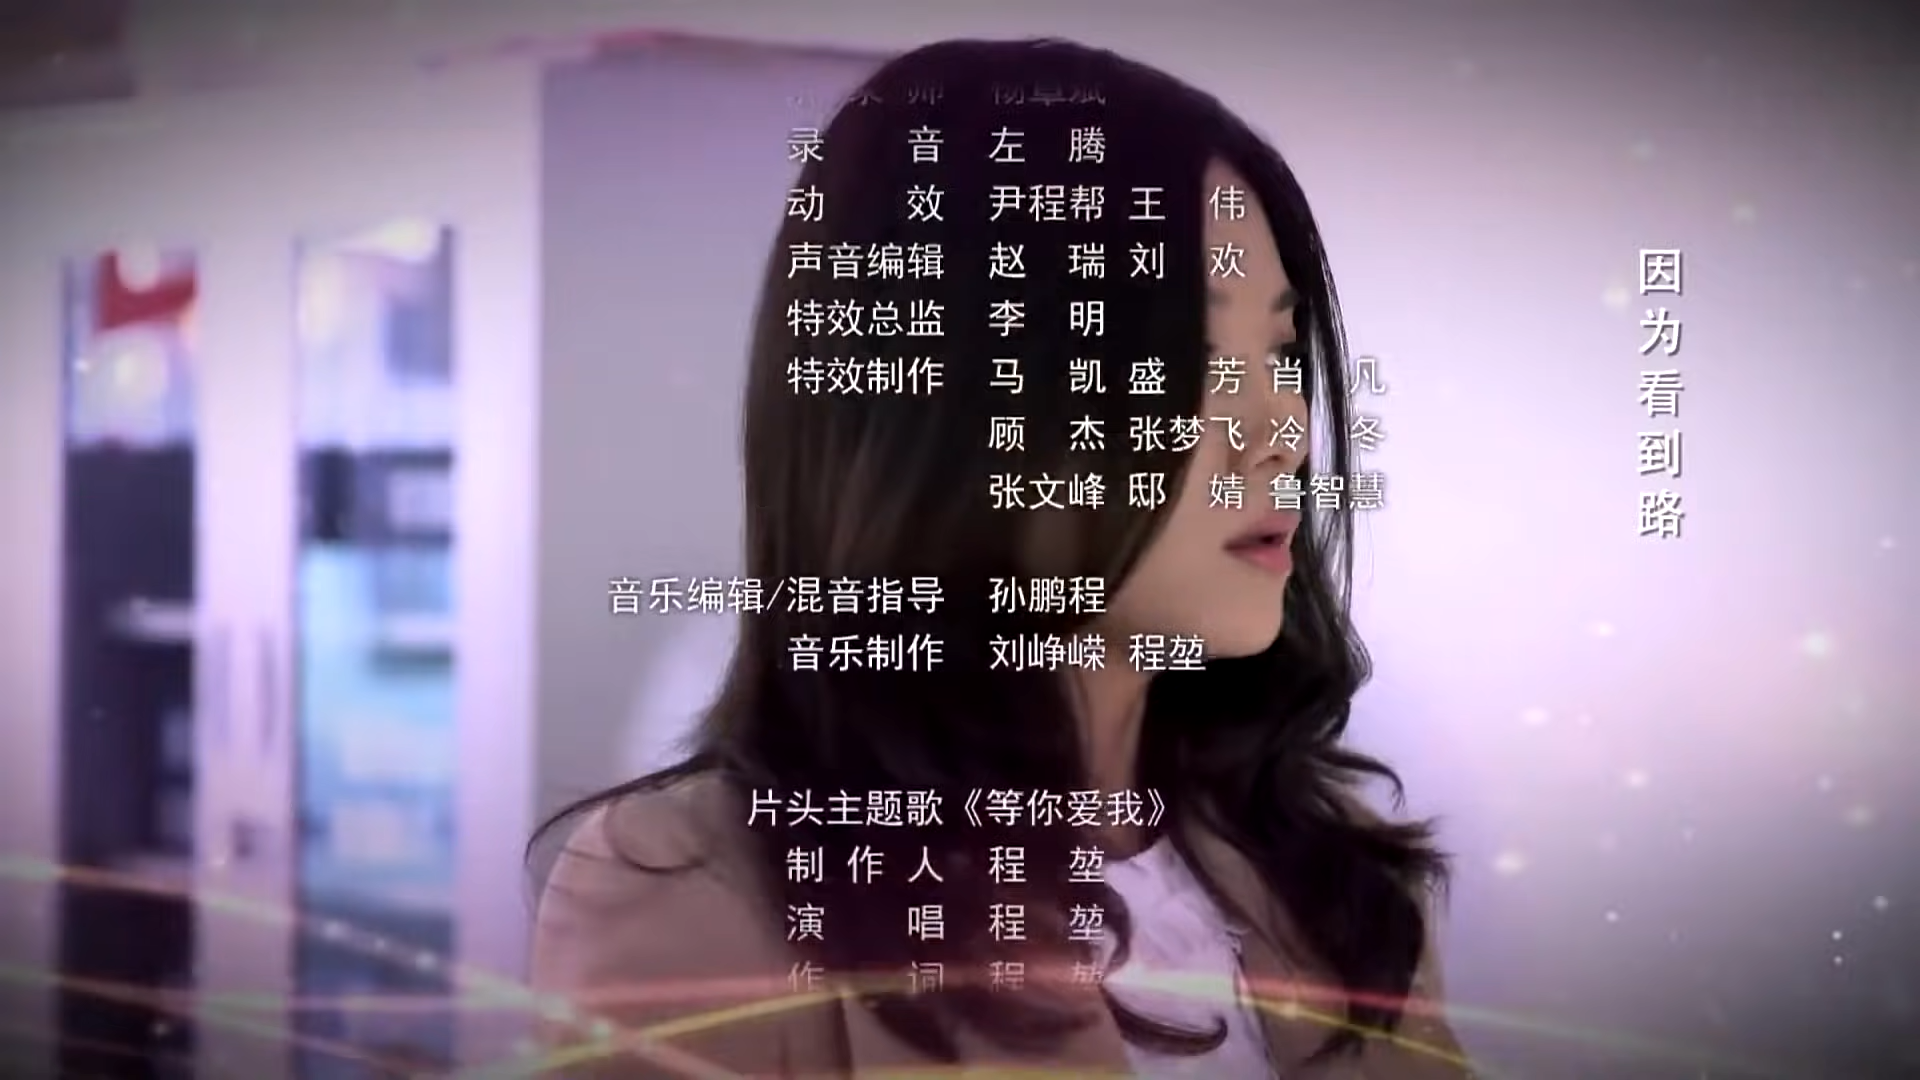 录音 左腾
动效 尹程帮 王伟
声音编辑 赵瑞 刘欢
特效总监 李明
特效制作 马凯 盛芳 肖凡
顾杰 张梦飞 冷冬
张文峰 邸婧 鲁智慧
音乐编辑/混音指导 孙鹏程
音乐制作 刘峥嵘 程堃
片头主题歌《等你爱我》
制作人 程堃
演唱 程堃
作词 程堃
因为看到路